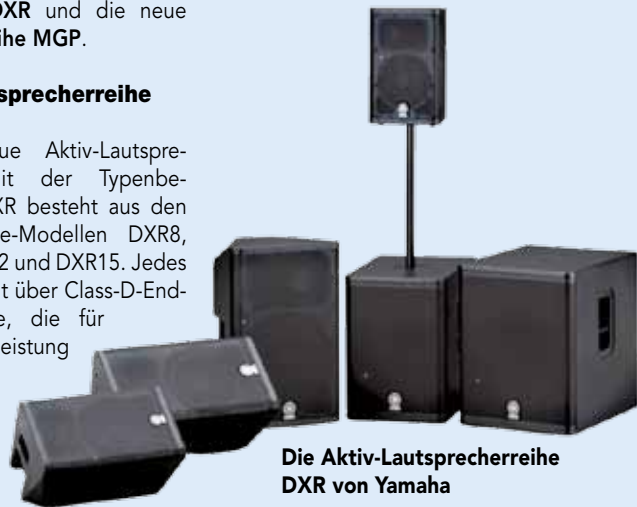 DXR und die neue
ihe MGP.
sprecherreihe
ue Aktiv-Lautspre-
it der Typenbe-
XR besteht aus den
e-Modellen DXR8,
2 und DXR15. Jedes
t über Class-D-End-
e, die für
eistung
Die Aktiv-Lautsprecherreihe
DXR von Yamaha